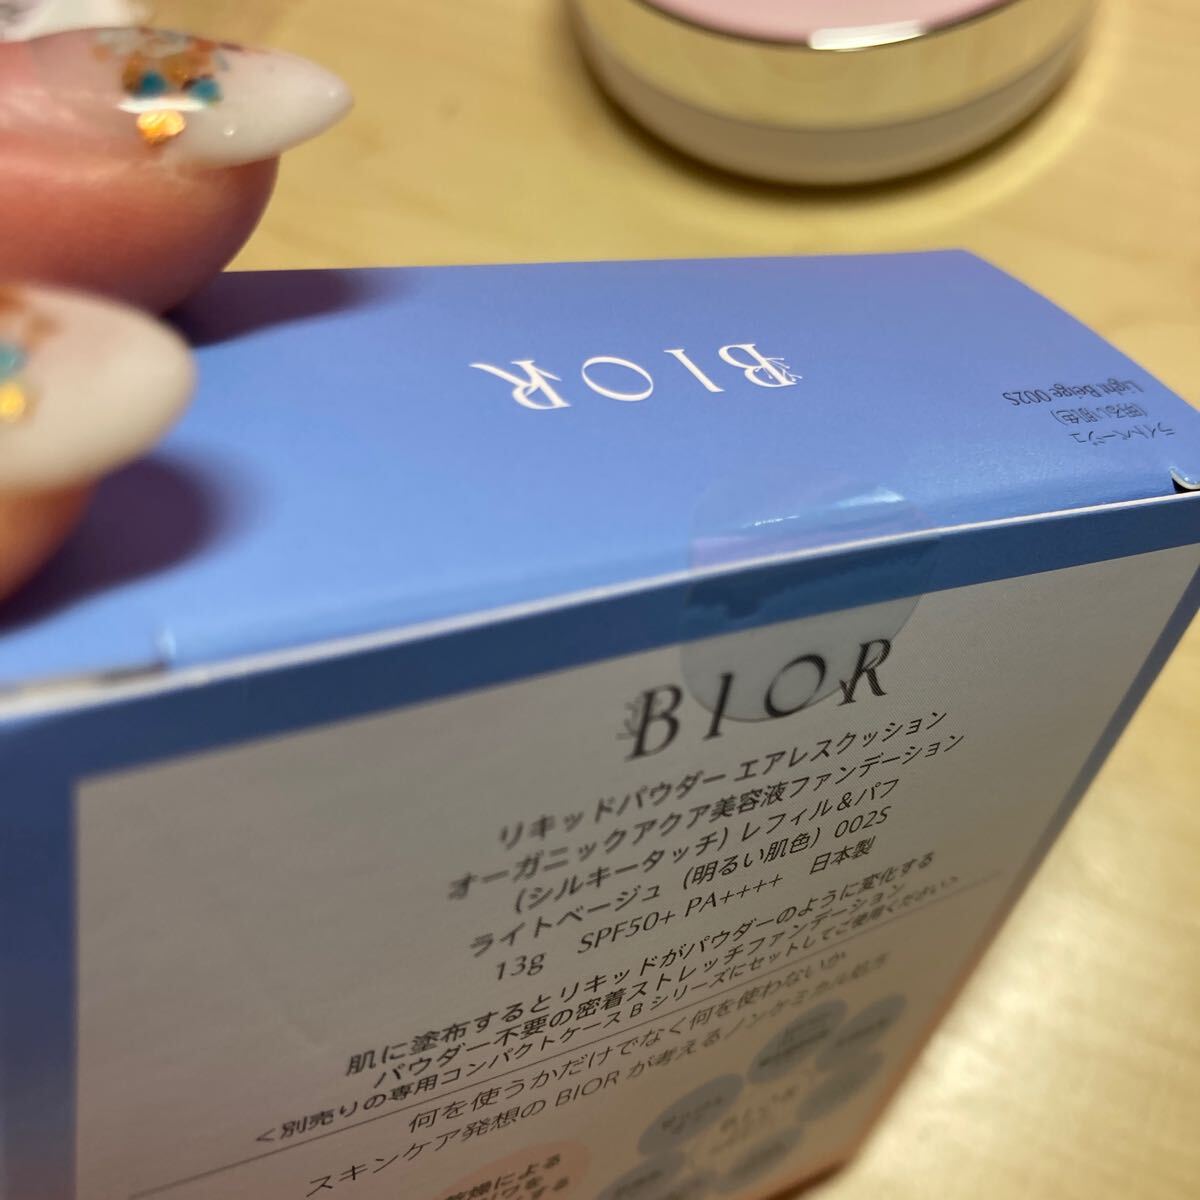 BIOR
Light Beige 002S
(明るい肌色)
ライトベージュ
BIOR
リキッドパウダー エアレスクッション
オーガニックアクア美容液ファンデーション
(シルキータッチ) レフィル&パフ
ライトベージュ (明るい肌色) 002S
13g SPF50+ PA++++ 日本製
肌に塗布するとリキッドがパウダーのように変化する
パウダー不要の密着ストレッチファンデーション
<別売りの専用コンパクトケース B シリーズにセットしてご使用ください>
何を使うかだけでなく何を使わないか
スキンケア発想の BIOR が考えるノンケミカル処方
乾燥による